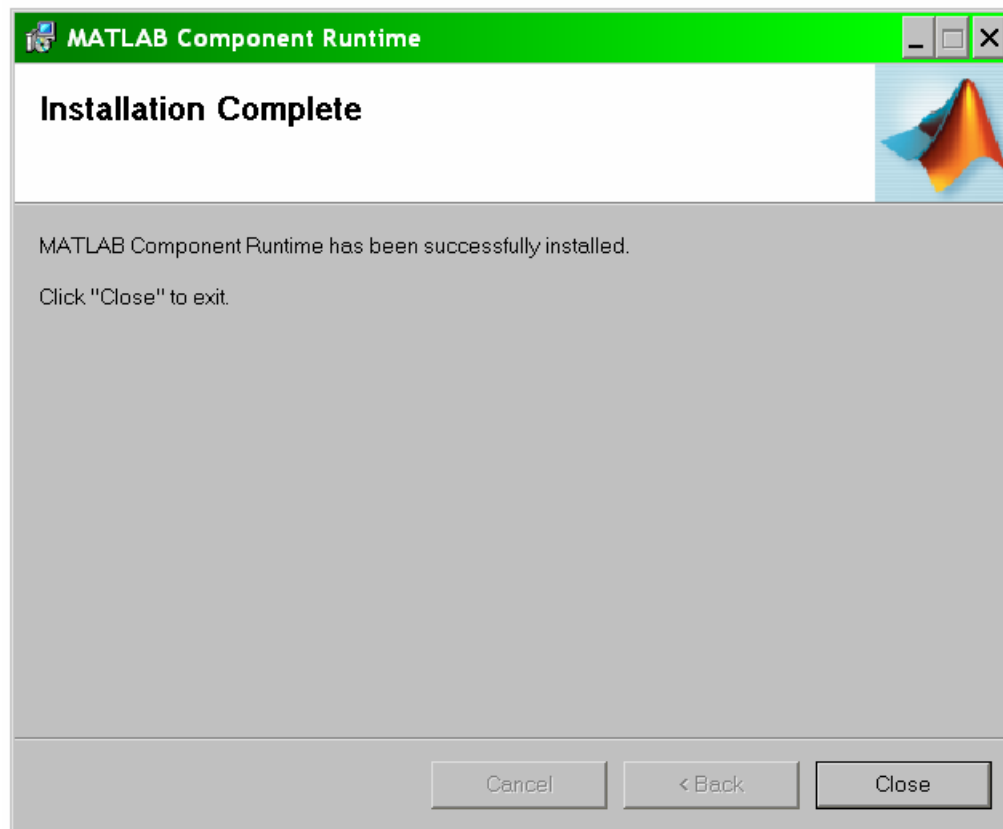 MATLAB Component Runtime
Installation Complete
MATLAB Component Runtime has been successfully installed.
Click "Close" to exit.
Cancel
< Back
Close